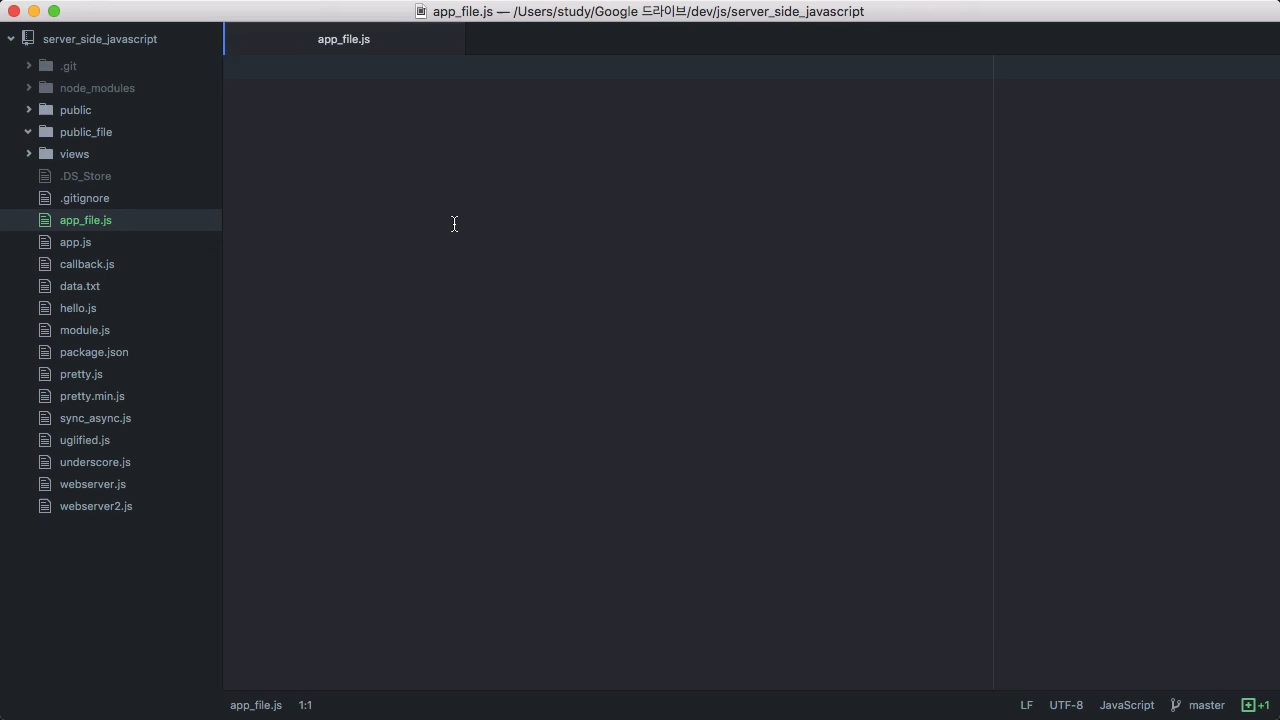 app_file.js — /Users/study/Google 드라이브/dev/js/server_side_javascript
server_side_javascript
app_file.js
.git
node_modules
public
public_file
views
.DS_Store
.gitignore
app_file.js
app.js
callback.js
data.txt
hello.js
module.js
package.json
pretty.js
pretty.min.js
sync_async.js
uglified.js
underscore.js
webserver.js
webserver2.js
app_file.js 1:1 LF UTF-8 JavaScript master +1